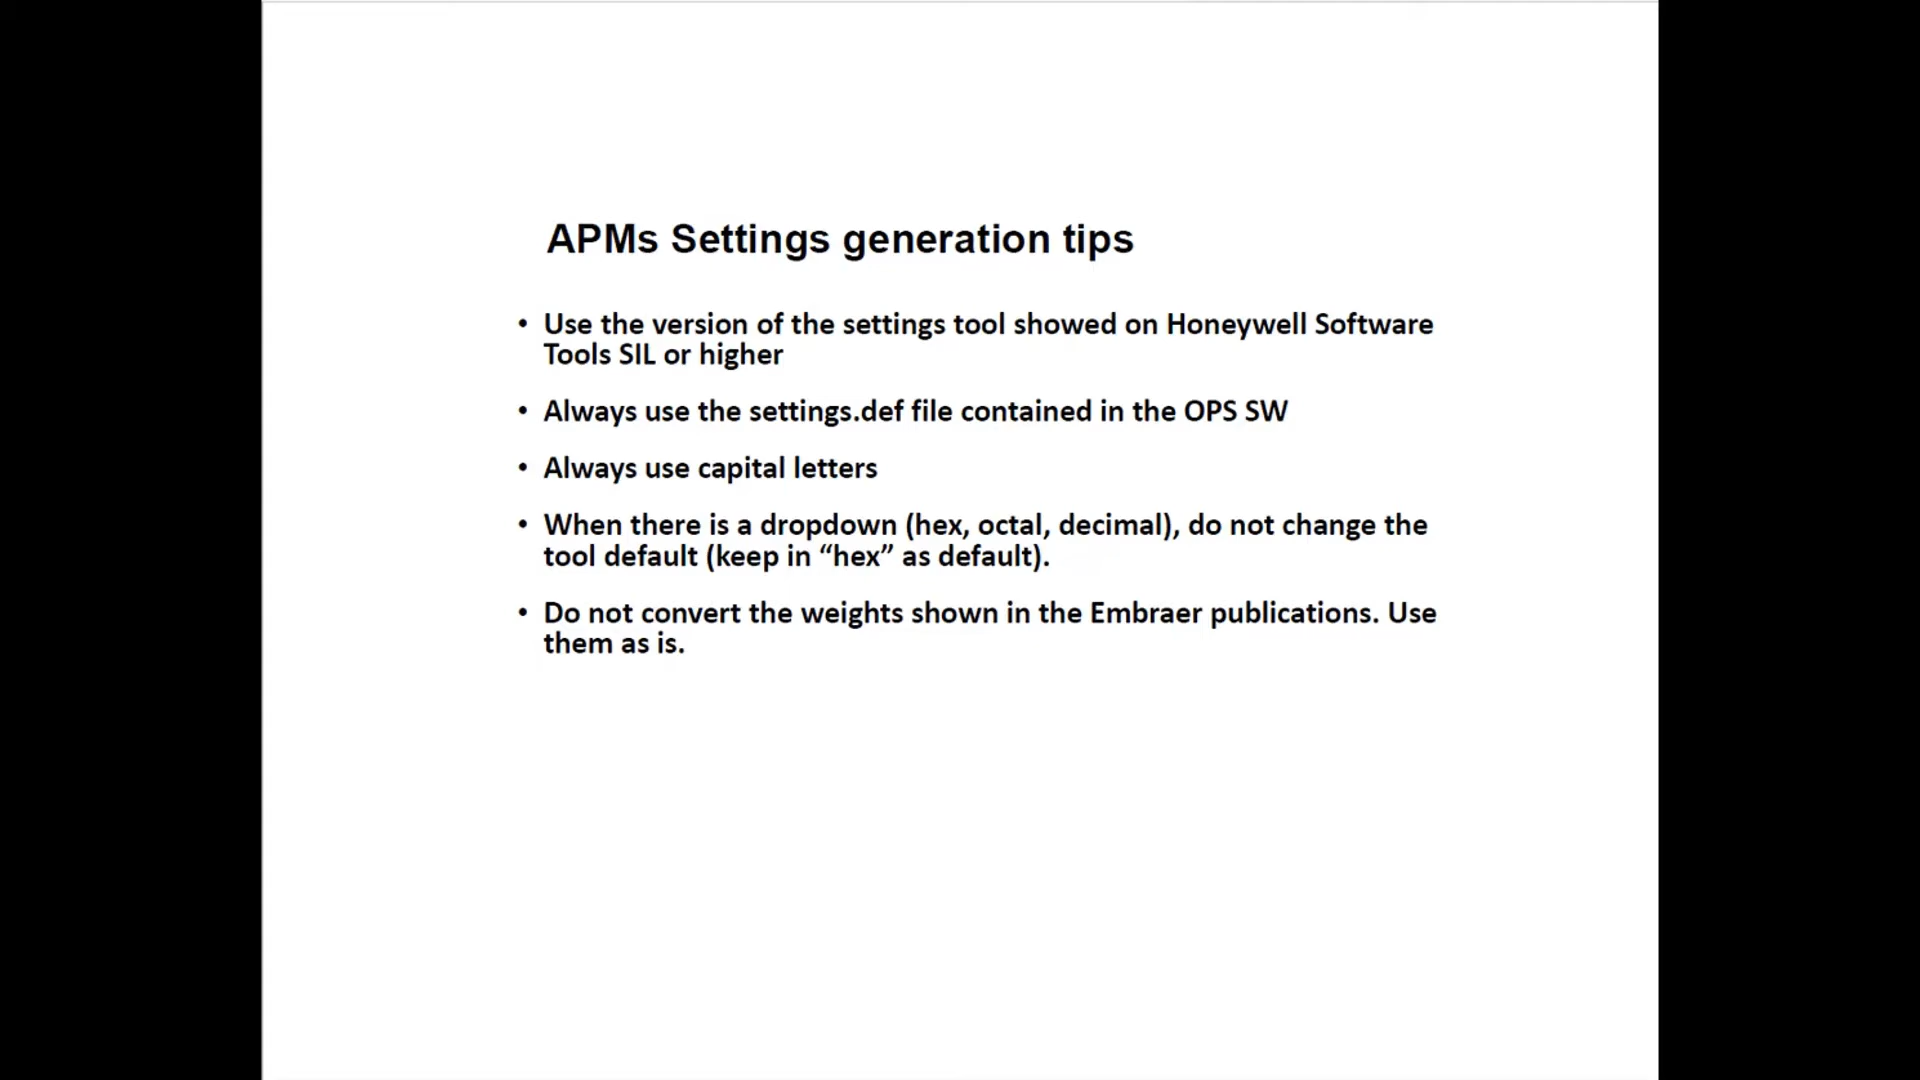 APMs Settings generation tips
• Use the version of the settings tool showed on Honeywell Software
Tools SIL or higher
• Always use the settings.def file contained in the OPS SW
• Always use capital letters
• When there is a dropdown (hex, octal, decimal), do not change the
tool default (keep in “hex” as default).
• Do not convert the weights shown in the Embraer publications. Use
them as is.